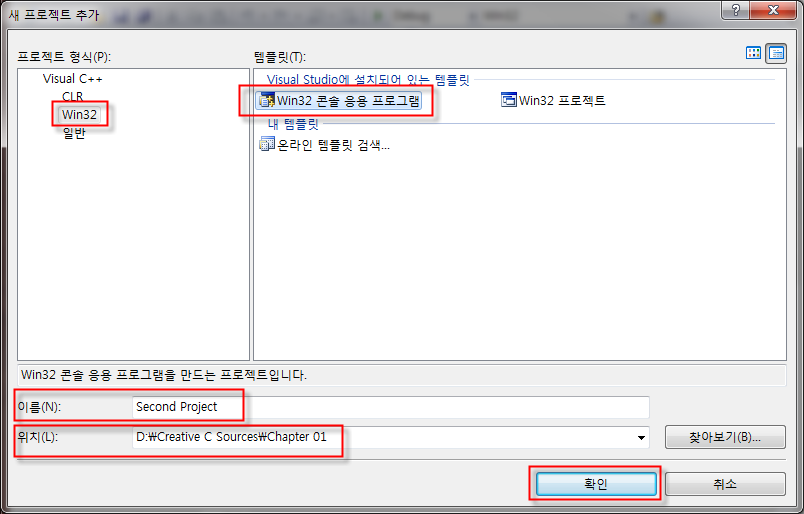 새 프로젝트 추가
Debug Win32
프로젝트 형식(P):
템플릿(T):
Visual C++
CLR
Win32
일반
Visual Studio에 설치되어 있는 템플릿
Win32 콘솔 응용 프로그램 Win32 프로젝트
내 템플릿
온라인 템플릿 검색...
Win32 콘솔 응용 프로그램을 만드는 프로젝트입니다.
이름(N): Second Project
위치(L): D:₩Creative C Sources₩Chapter 01 찾아보기(B)...
확인 취소